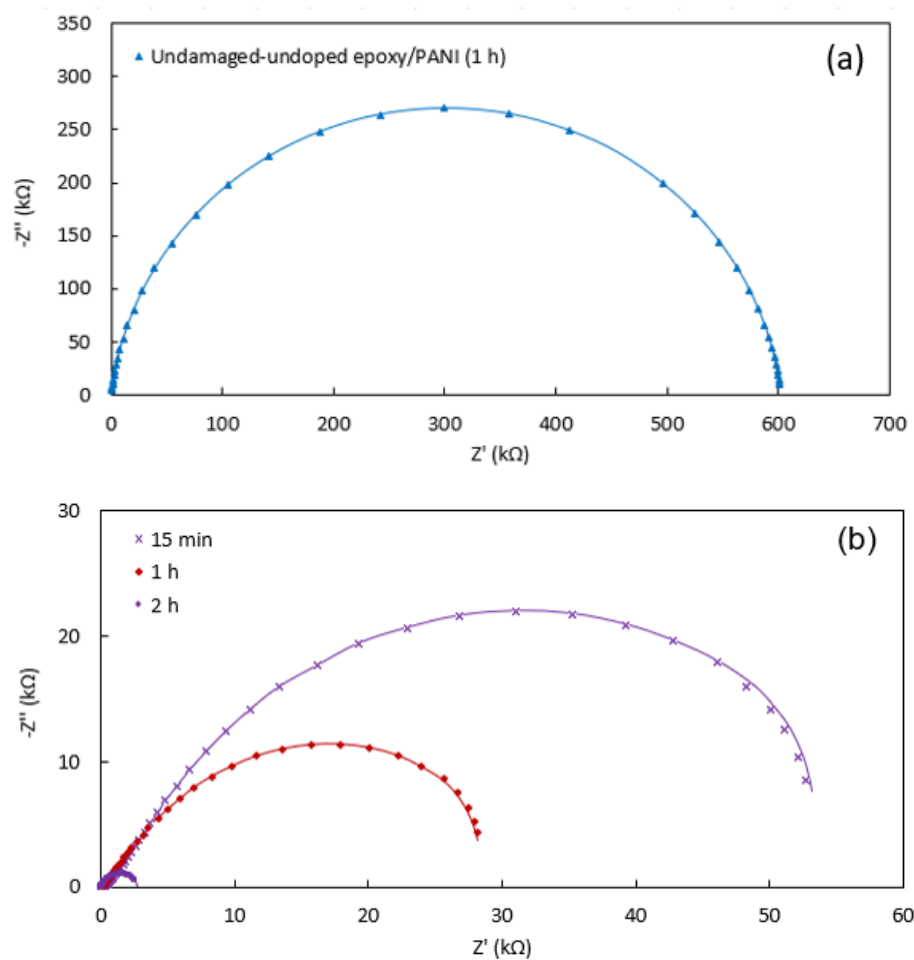 350
Undamaged-undoped epoxy/PANI (1 h)
(a)
300
250
200
150
100
50
0
-Z'' (kΩ)
0 100 200 300 400 500 600 700
Z' (kΩ)
30
15 min
(b)
1 h
2 h
20
10
0
-Z'' (kΩ)
0 10 20 30 40 50 60
Z' (kΩ)